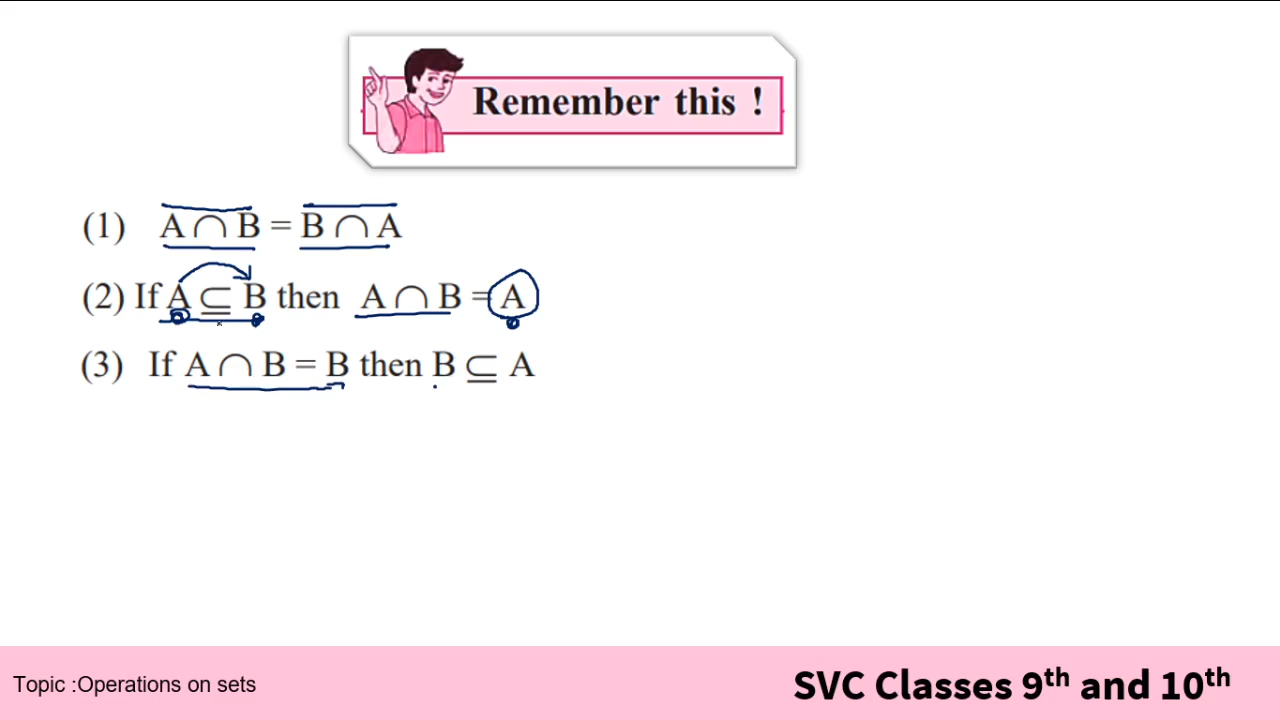 Remember this !
(1) A ∩ B = B ∩ A
(2) If A ⊆ B then A ∩ B = A
(3) If A ∩ B = B then B ⊆ A
Topic :Operations on sets
SVC Classes 9th and 10th